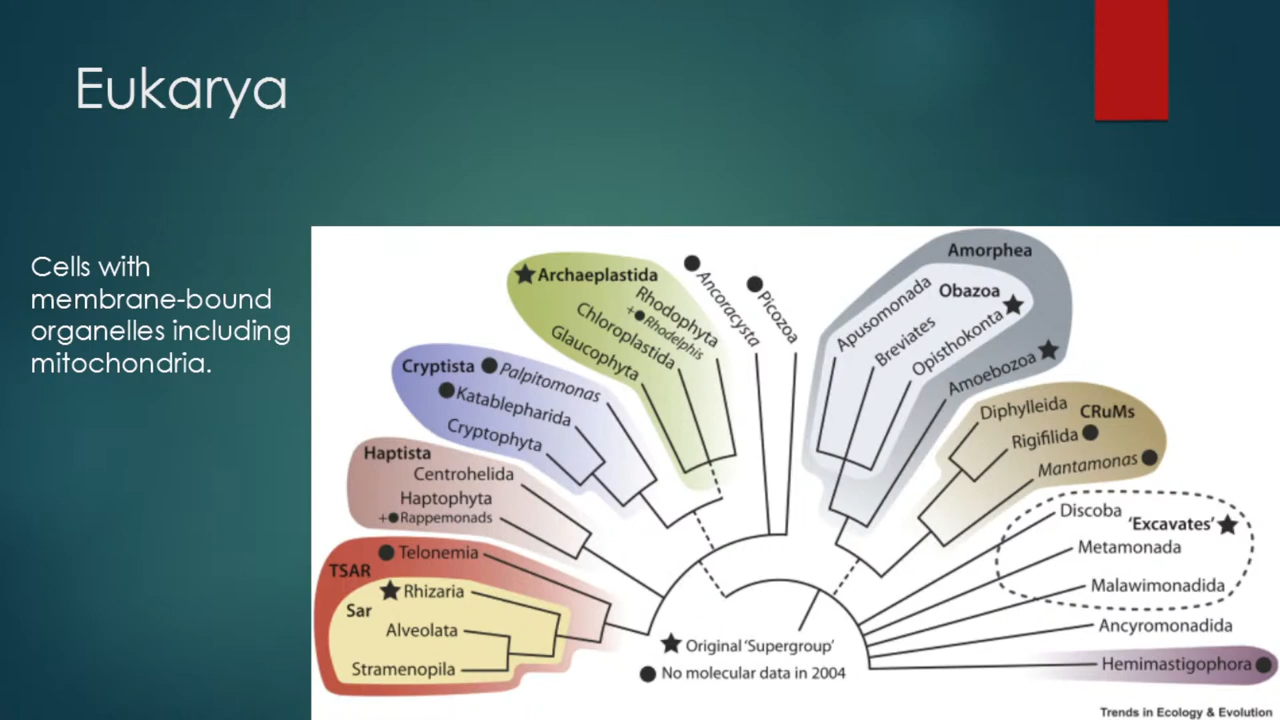 Eukarya
Cells with
membrane-bound
organelles including
mitochondria.
Archaeplastida
Rhodophyta
+ Rhodelphis
Chloroplastida
Glaucophyta
Ancoracysta
Picozoa
Amorphea
Obazoa
Apusomonada
Breviates
Opisthokonta
Amoebozoa
Cryptista
Palpitomonas
Katablepharida
Cryptophyta
Diphylleida
CRuMs
Rigifilida
Mantamonas
Haptista
Centrohelida
Haptophyta
+ Rappemonads
Discoba
'Excavates'
Metamonada
Malawimonadida
Ancyromonadida
Hemimastigophora
Telonemia
TSAR
Rhizaria
Sar
Alveolata
Stramenopila
Original 'Supergroup'
No molecular data in 2004
Trends in Ecology & Evolution